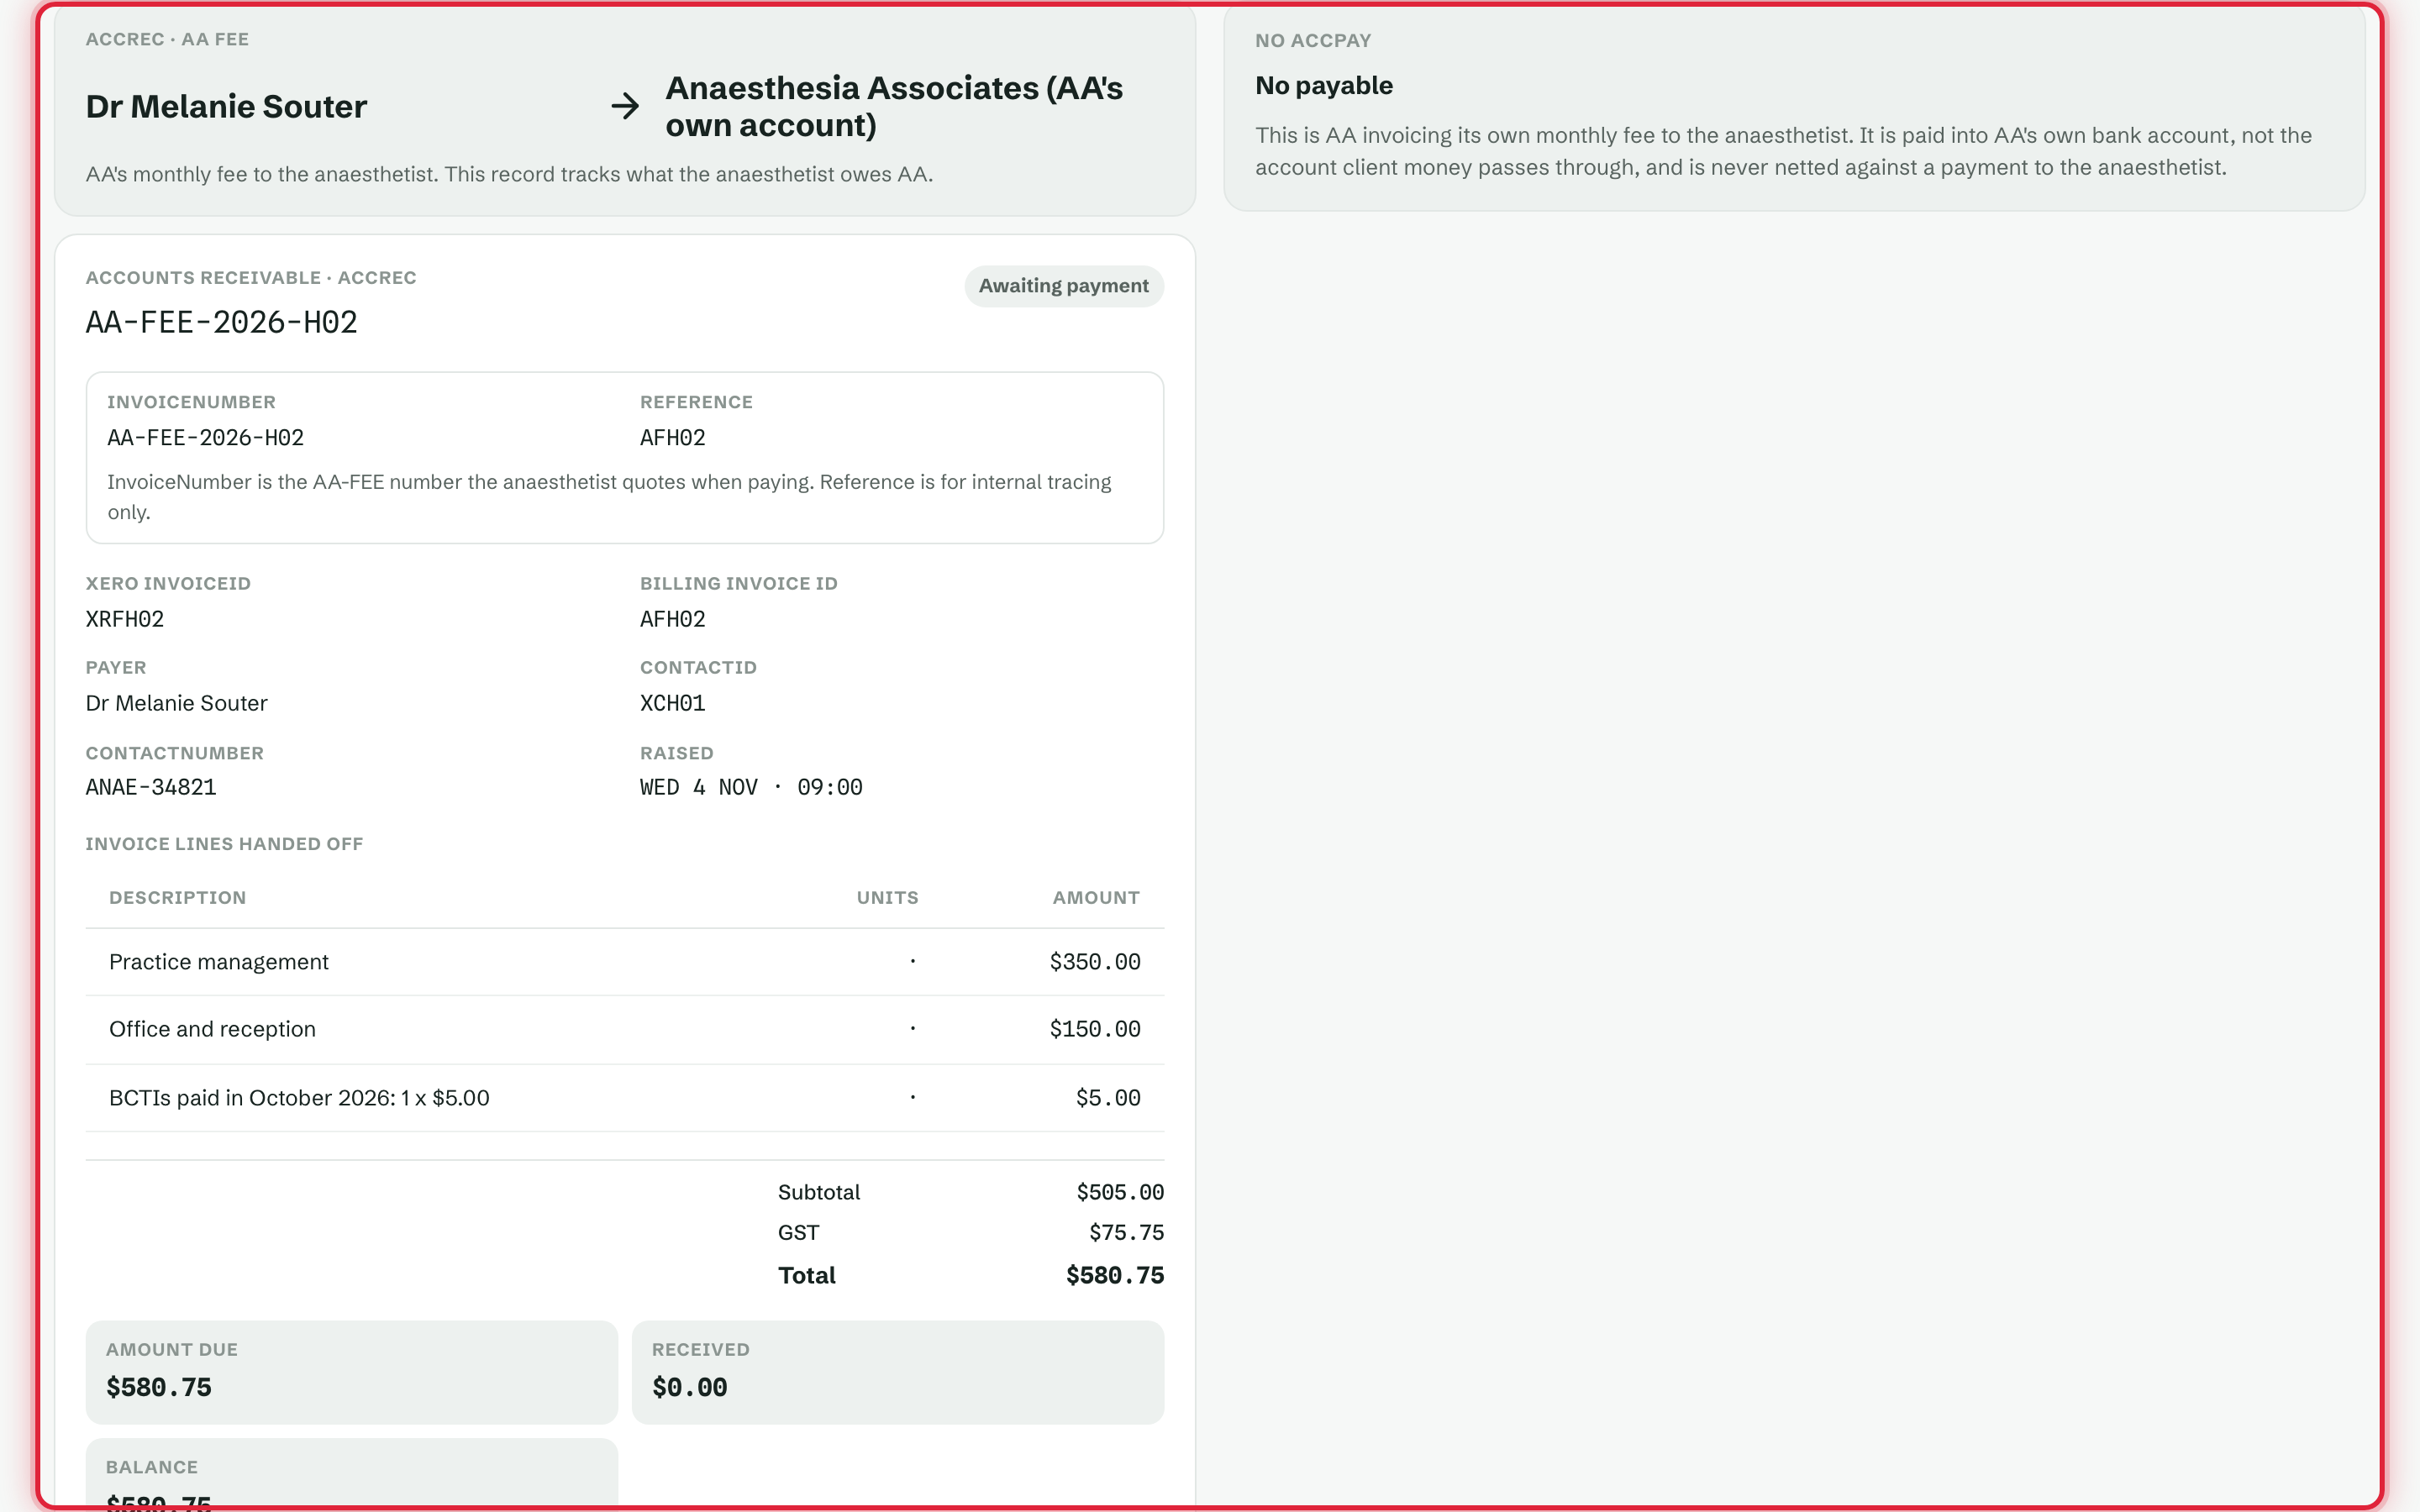 ACCREC · AA FEE
Dr Melanie Souter → Anaesthesia Associates (AA's
own account)
AA's monthly fee to the anaesthetist. This record tracks what the anaesthetist owes AA.
NO ACCPAY
No payable
This is AA invoicing its own monthly fee to the anaesthetist. It is paid into AA's own bank account, not the
account client money passes through, and is never netted against a payment to the anaesthetist.
ACCOUNTS RECEIVABLE · ACCREC
Awaiting payment
AA-FEE-2026-H02
INVOICENUMBER REFERENCE
AA-FEE-2026-H02 AFH02
InvoiceNumber is the AA-FEE number the anaesthetist quotes when paying. Reference is for internal tracing
only.
XERO INVOICEID BILLING INVOICE ID
XRFH02 AFH02
PAYER CONTACTID
Dr Melanie Souter XCH01
CONTACTNUMBER RAISED
ANAE-34821 WED 4 NOV · 09:00
INVOICE LINES HANDED OFF
DESCRIPTION UNITS AMOUNT
Practice management · $350.00
Office and reception · $150.00
BCTIs paid in October 2026: 1 x $5.00 · $5.00
Subtotal $505.00
GST $75.75
Total $580.75
AMOUNT DUE RECEIVED
$580.75 $0.00
BALANCE
$580.75